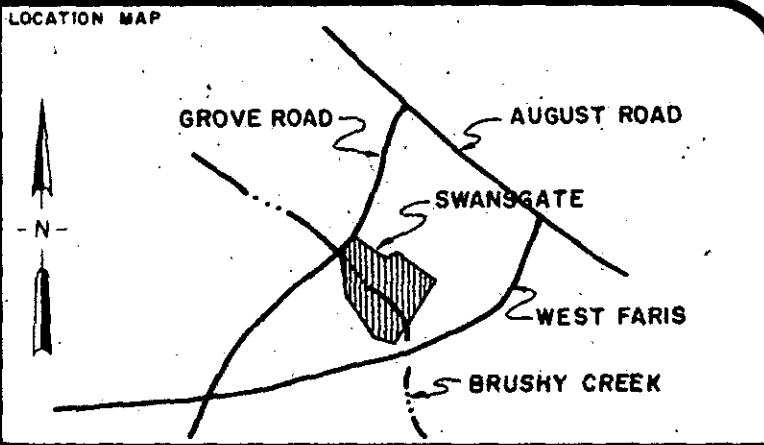 LOCATION MAP
GROVE ROAD
AUGUST ROAD
SWANSGATE
-N-
WEST FARIS
BRUSHY CREEK